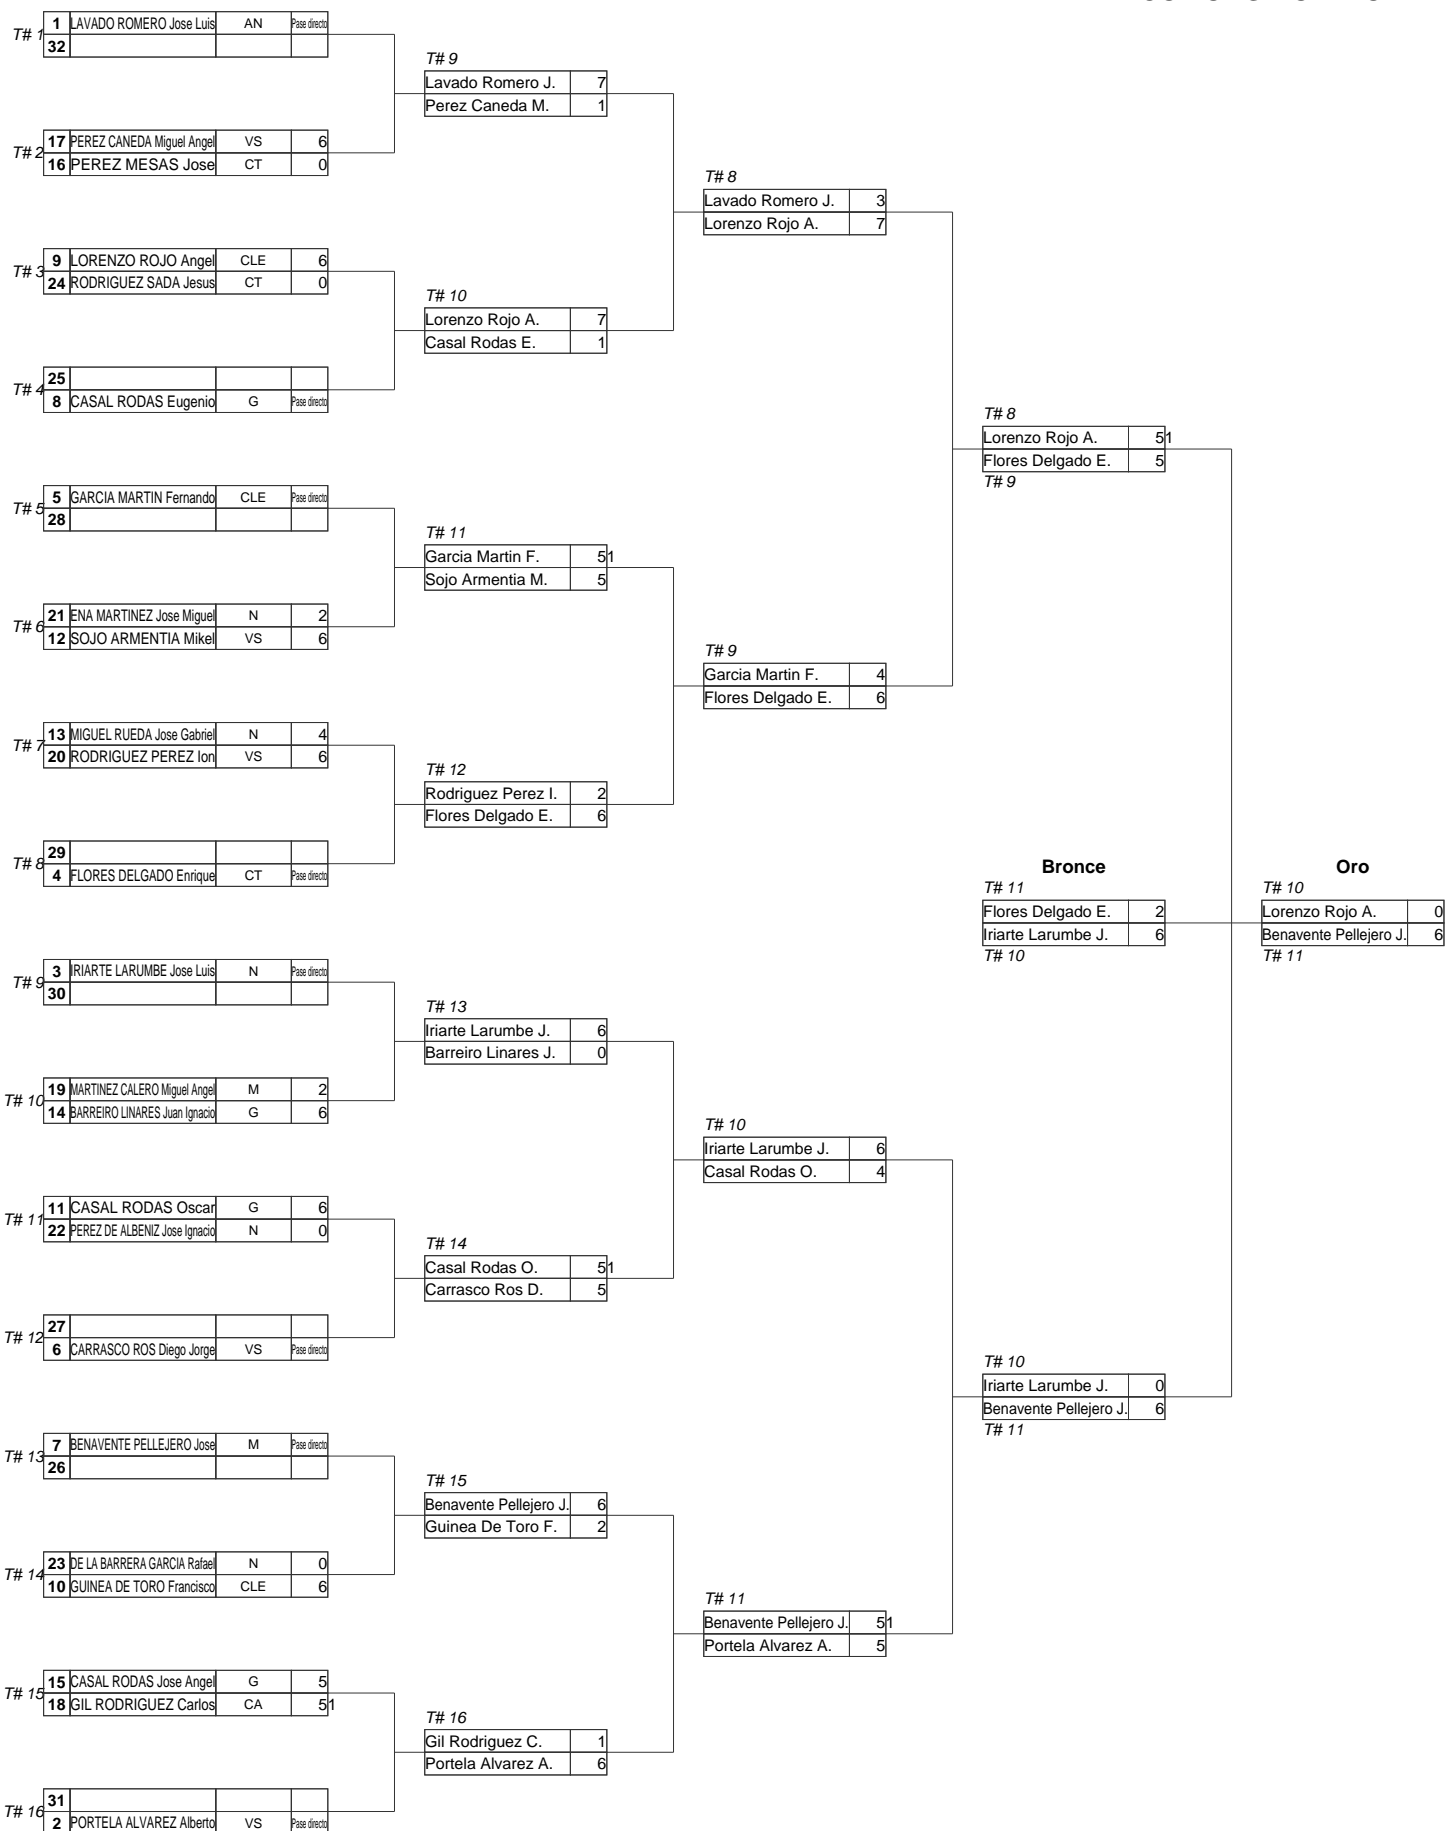 T# 1
1 LAVADO ROMERO Jose Luis AN Pase directo
32
T# 2
17 PEREZ CANEDA Miguel Angel VS 6
16 PEREZ MESAS Jose CT 0
T# 3
9 LORENZO ROJO Angel CLE 6
24 RODRIGUEZ SADA Jesus CT 0
T# 4
25
8 CASAL RODAS Eugenio G Pase directo
T# 5
5 GARCIA MARTIN Fernando CLE Pase directo
28
T# 6
21 ENA MARTINEZ Jose Miguel N 2
12 SOJO ARMENTIA Mikel VS 6
T# 7
13 MIGUEL RUEDA Jose Gabriel N 4
20 RODRIGUEZ PEREZ Ion VS 6
T# 8
29
4 FLORES DELGADO Enrique CT Pase directo
T# 9
3 IRIARTE LARUMBE Jose Luis N Pase directo
30
T# 10
19 MARTINEZ CALERO Miguel Angel M 2
14 BARREIRO LINARES Juan Ignacio G 6
T# 11
11 CASAL RODAS Oscar G 6
22 PEREZ DE ALBENIZ Jose Ignacio N 0
T# 12
27
6 CARRASCO ROS Diego Jorge VS Pase directo
T# 13
7 BENAVENTE PELLEJERO Jose M Pase directo
26
T# 14
23 DE LA BARRERA GARCIA Rafael N 0
10 GUINEA DE TORO Francisco CLE 6
T# 15
15 CASAL RODAS Jose Angel G 5
18 GIL RODRIGUEZ Carlos CA 51
T# 16
31
2 PORTELA ALVAREZ Alberto VS Pase directo
T# 9
Lavado Romero J. 7
Perez Caneda M. 1
T# 10
Lorenzo Rojo A. 7
Casal Rodas E. 1
T# 11
Garcia Martin F. 51
Sojo Armentia M. 5
T# 12
Rodriguez Perez I. 2
Flores Delgado E. 6
T# 13
Iriarte Larumbe J. 6
Barreiro Linares J. 0
T# 14
Casal Rodas O. 51
Carrasco Ros D. 5
T# 15
Benavente Pellejero J. 6
Guinea De Toro F. 2
T# 16
Gil Rodriguez C. 1
Portela Alvarez A. 6
T# 8
Lavado Romero J. 3
Lorenzo Rojo A. 7
T# 9
Garcia Martin F. 4
Flores Delgado E. 6
T# 10
Iriarte Larumbe J. 6
Casal Rodas O. 4
T# 11
Benavente Pellejero J. 51
Portela Alvarez A. 5
T# 8
Lorenzo Rojo A. 51
Flores Delgado E. 5
T# 9
Bronce
T# 11
Flores Delgado E. 2
Iriarte Larumbe J. 6
T# 10
T# 10
Iriarte Larumbe J. 0
Benavente Pellejero J. 6
T# 11
Oro
T# 10
Lorenzo Rojo A. 0
Benavente Pellejero J. 6
T# 11